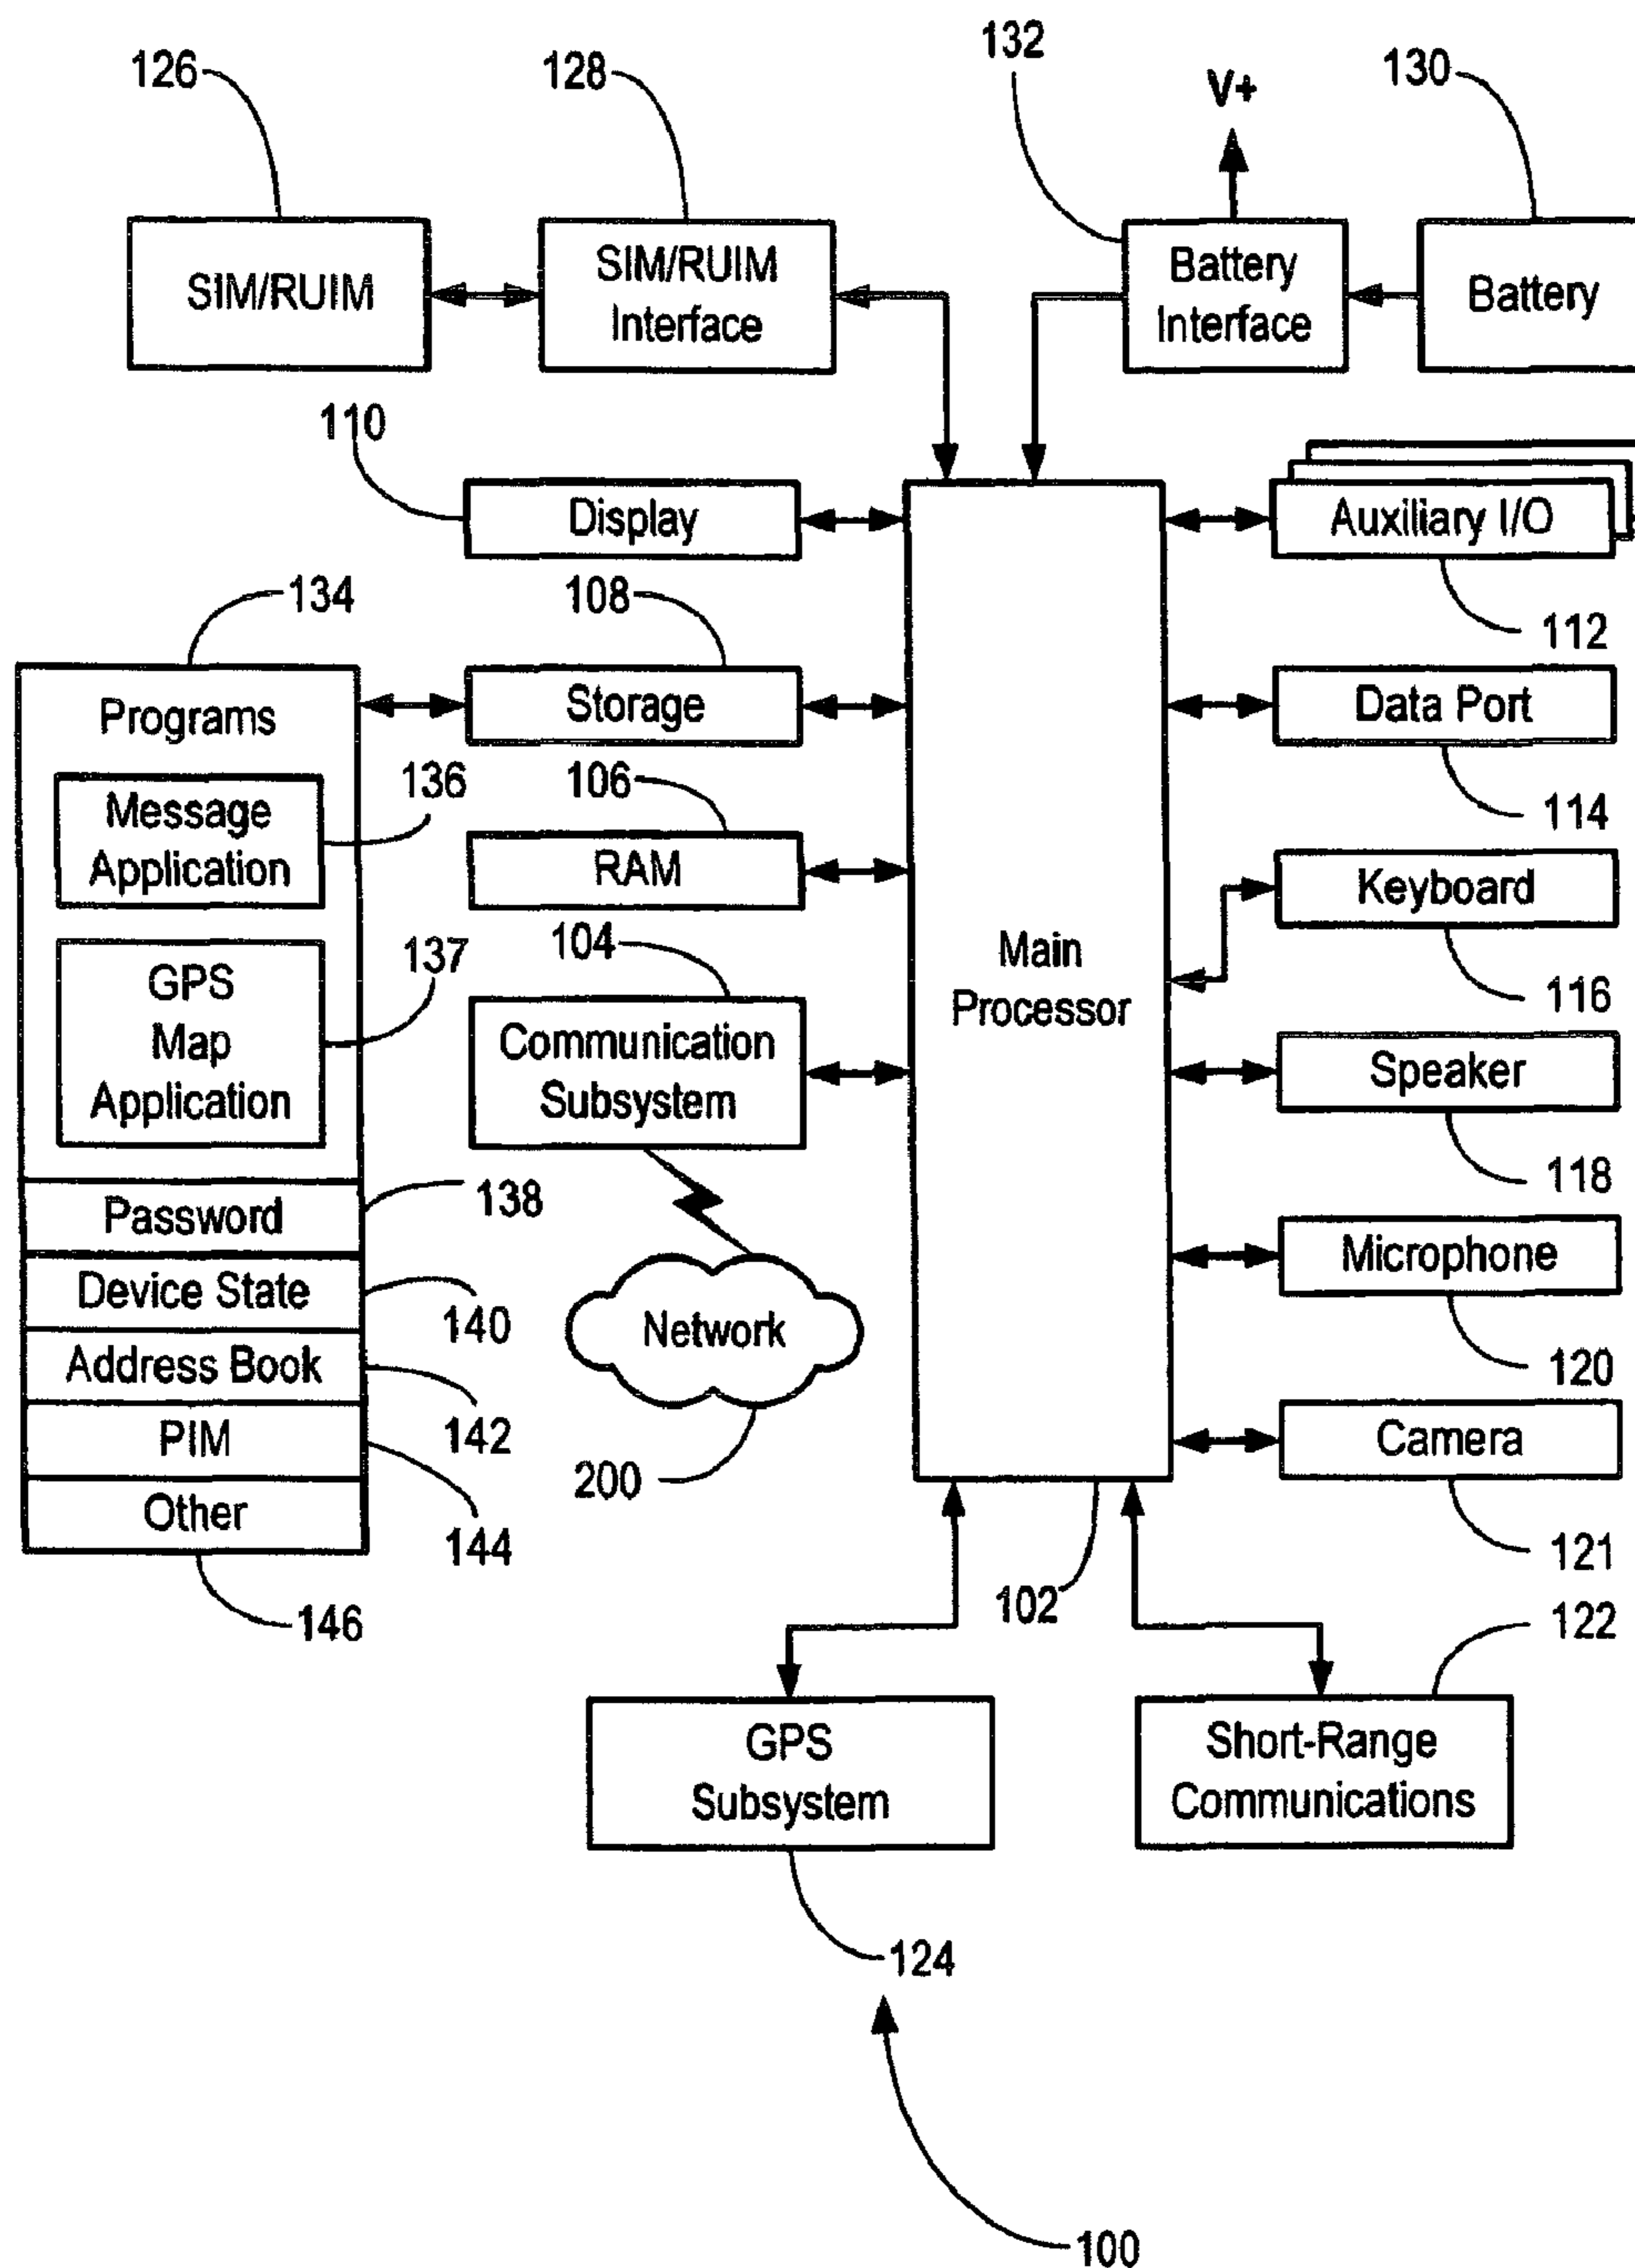 132
126
128
V+
130
SIM/RUIM
SIM/RUIM
Interface
Battery
Interface
Battery
110
Display
Auxiliary I/O
134
108
112
Programs
Storage
Data Port
136
106
114
Message
Application
RAM
Keyboard
104
137
116
GPS
Map
Application
Communication
Subsystem
Main
Processor
Speaker
118
Password
138
Microphone
Device State
140
Network
120
Address Book
142
PIM
200
Camera
Other
144
121
146
102
122
GPS
Subsystem
Short-Range
Communications
124
100